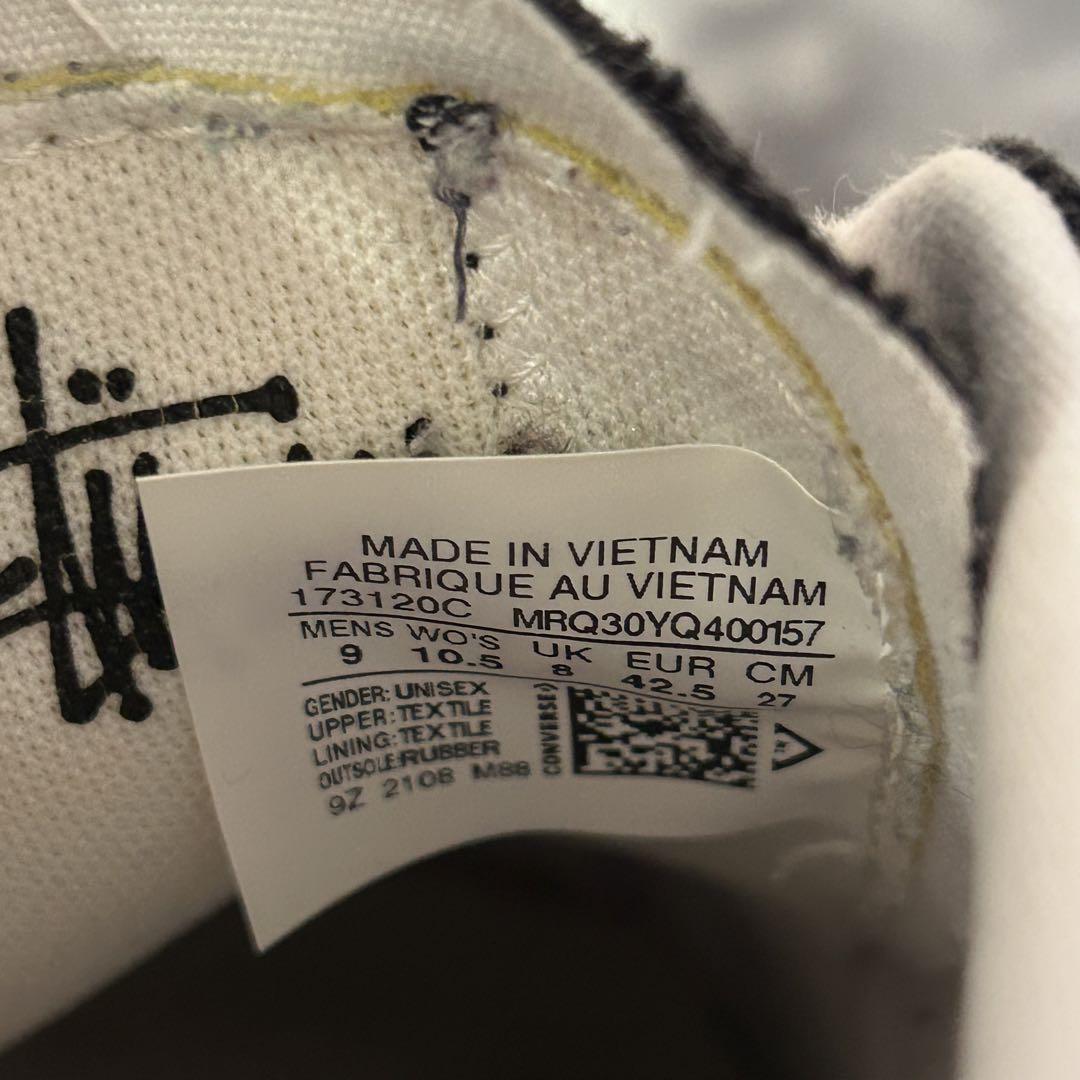 MADE IN VIETNAM
FABRIQUE AU VIETNAM
173120C MRQ30YQ400157
MENS WO'S UK EUR CM
9 10.5 8 42.5 27
GENDER: UNISEX
UPPER: TEXTILE
LINING: TEXTILE
OUTSOLE:RUBBER
9Z 2108 M88
CONVERSE